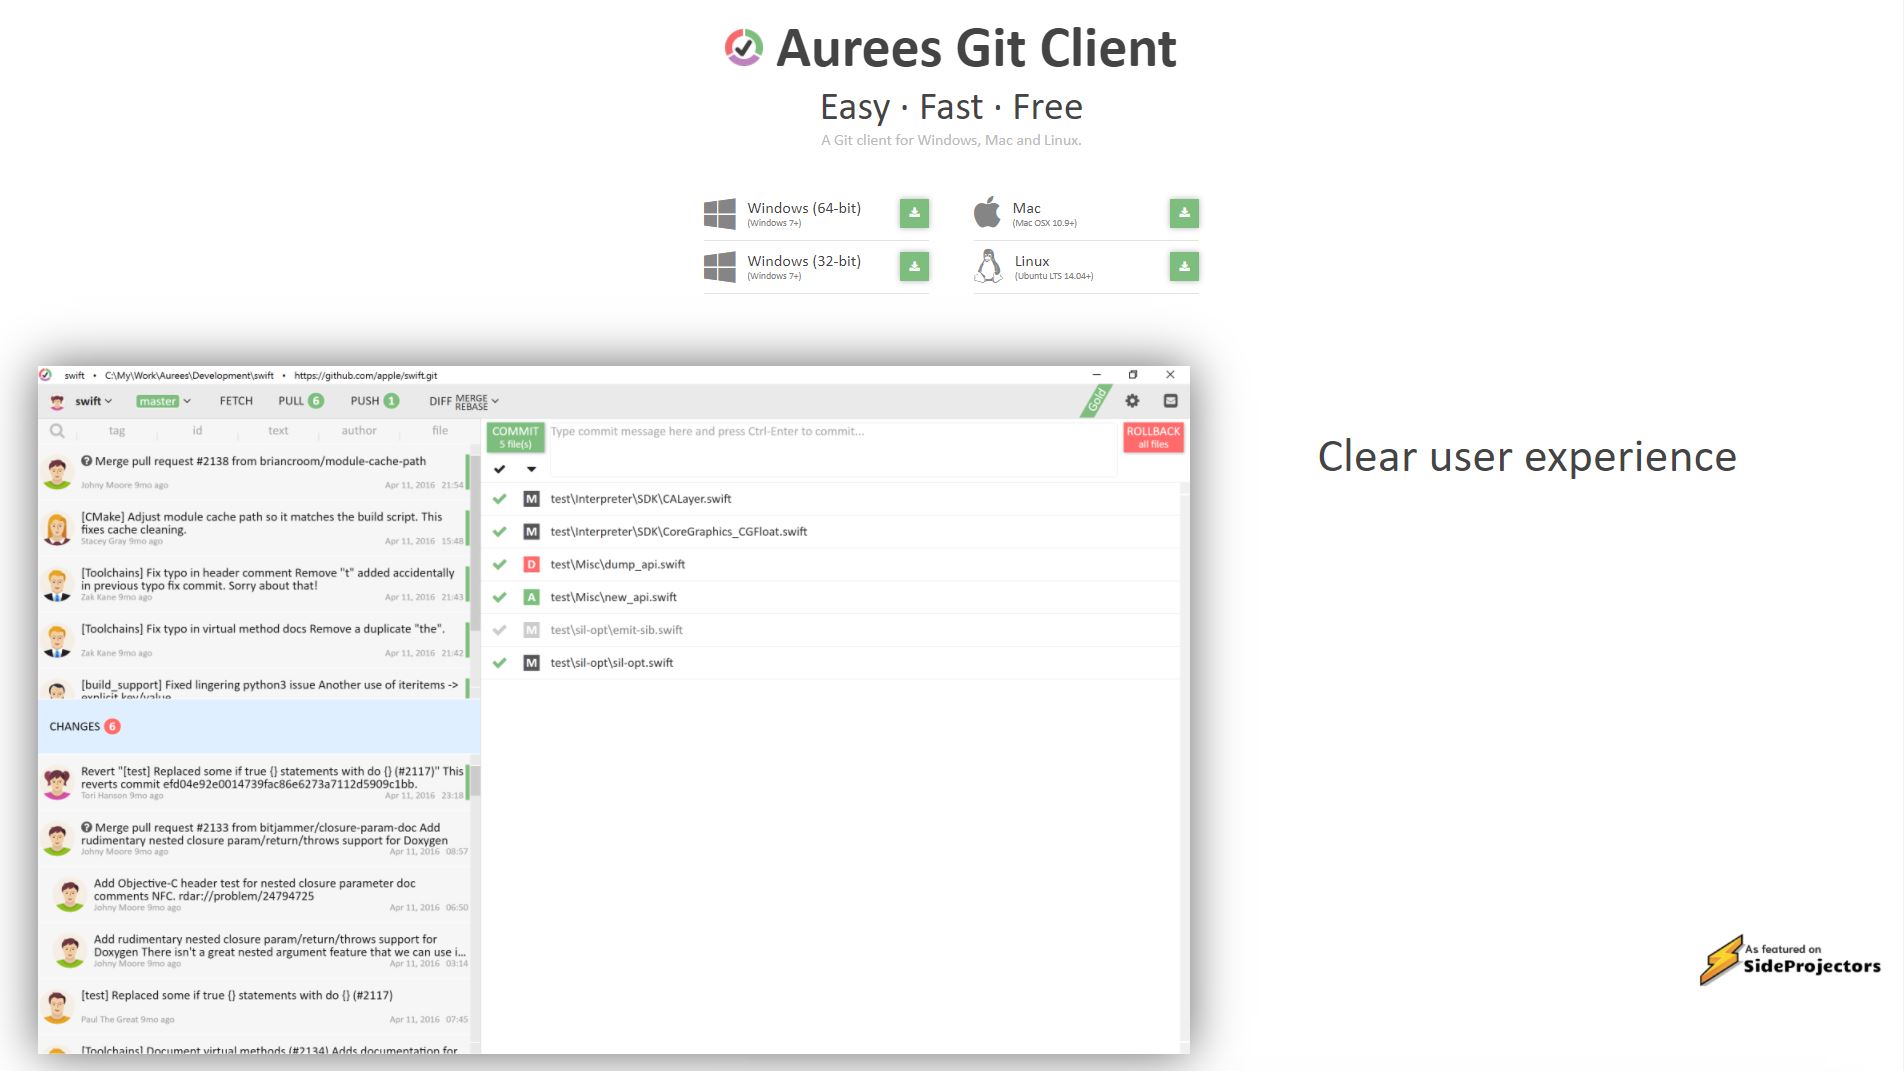 Aurees Git Client
Easy · Fast · Free
A Git client for Windows, Mac and Linux.
Windows (64-bit)
(Windows 7+)
Mac
(Mac OSX 10.9+)
Windows (32-bit)
(Windows 7+)
Linux
(Ubuntu LTS 14.04+)
swift • C:\My\Work\Aurees\Development\swift • https://github.com/apple/swift.git
swift master FETCH PULL 6 PUSH 1 DIFF MERGE REBASE Gold
tag id text author file
Merge pull request #2138 from briancroom/module-cache-path
Johny Moore 9mo ago Apr 11, 2016 21:54
[CMake] Adjust module cache path so it matches the build script. This
fixes cache cleaning.
Stacey Gray 9mo ago Apr 11, 2016 15:48
[Toolchains] Fix typo in header comment Remove "t" added accidentally
in previous typo fix commit. Sorry about that!
Zak Kane 9mo ago Apr 11, 2016 21:43
[Toolchains] Fix typo in virtual method docs Remove a duplicate "the".
Zak Kane 9mo ago Apr 11, 2016 21:42
[build_support] Fixed lingering python3 issue Another use of iteritems ->
explicit key/value
CHANGES 6
Revert "[test] Replaced some if true {} statements with do {} (#2117)" This
reverts commit efd04e92e0014739fac86e6273a7112d5909c1bb.
Tori Hanson 9mo ago Apr 11, 2016 23:18
Merge pull request #2133 from bitjammer/closure-param-doc Add
rudimentary nested closure param/return/throws support for Doxygen
Johny Moore 9mo ago Apr 11, 2016 08:57
Add Objective-C header test for nested closure parameter doc
comments NFC. rdar://problem/24794725
Johny Moore 9mo ago Apr 11, 2016 06:50
Add rudimentary nested closure param/return/throws support for
Doxygen There isn't a great nested argument feature that we can use i...
Johny Moore 9mo ago Apr 11, 2016 03:14
[test] Replaced some if true {} statements with do {} (#2117)
Paul The Great 9mo ago Apr 11, 2016 07:45
[Toolchains] Document virtual methods (#2134) Adds documentation for
COMMIT
5 file(s)
Type commit message here and press Ctrl-Enter to commit...
ROLLBACK
all files
M test\Interpreter\SDK\CALayer.swift
M test\Interpreter\SDK\CoreGraphics_CGFloat.swift
D test\Misc\dump_api.swift
A test\Misc\new_api.swift
M test\sil-opt\emit-sib.swift
M test\sil-opt\sil-opt.swift
Clear user experience
As featured on
SideProjectors